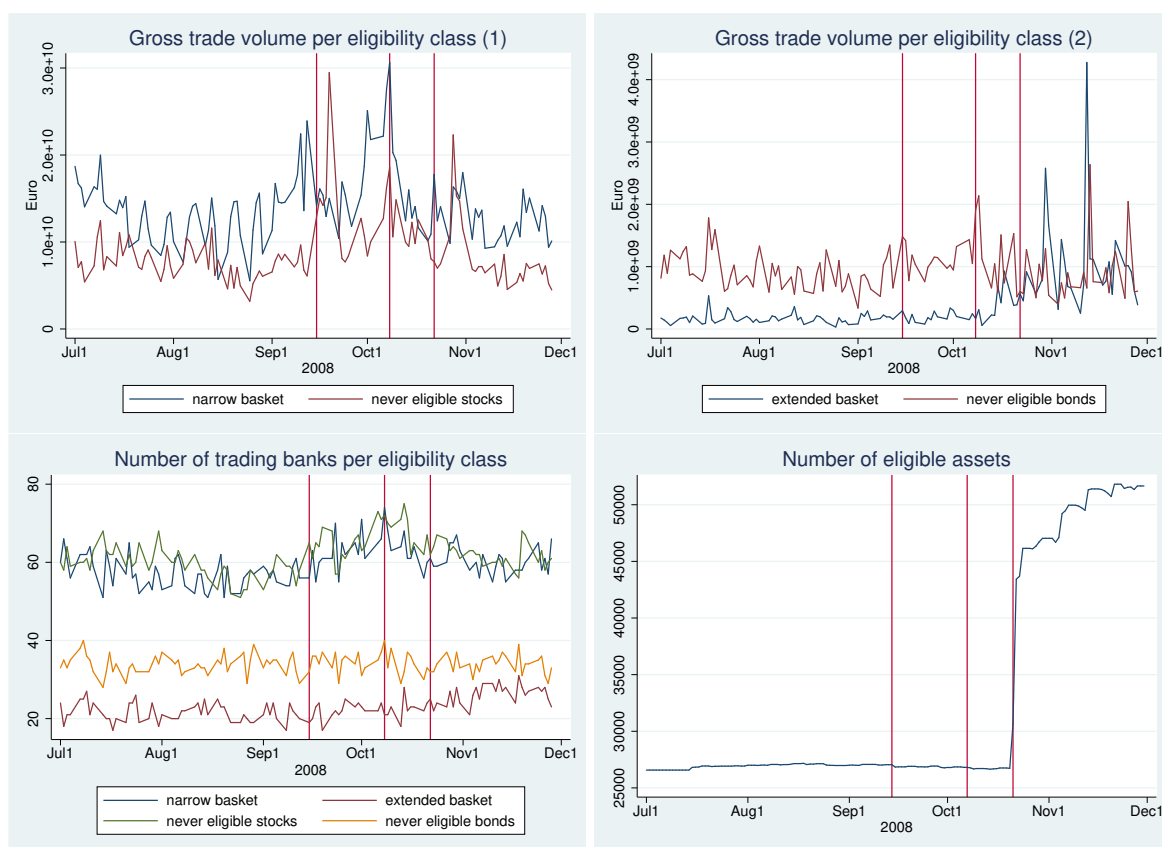 Gross trade volume per eligibility class (1)
3.0e+10
2.0e+10
1.0e+10
0
Euro
Jul1 Aug1 Sep1 Oct1 Nov1 Dec1
2008
narrow basket never eligible stocks
Gross trade volume per eligibility class (2)
4.0e+09
3.0e+09
2.0e+09
1.0e+09
0
Euro
Jul1 Aug1 Sep1 Oct1 Nov1 Dec1
2008
extended basket never eligible bonds
Number of trading banks per eligibility class
80
60
40
20
Jul1 Aug1 Sep1 Oct1 Nov1 Dec1
2008
narrow basket extended basket
never eligible stocks never eligible bonds
Number of eligible assets
50000
45000
40000
35000
30000
25000
Jul1 Aug1 Sep1 Oct1 Nov1 Dec1
2008